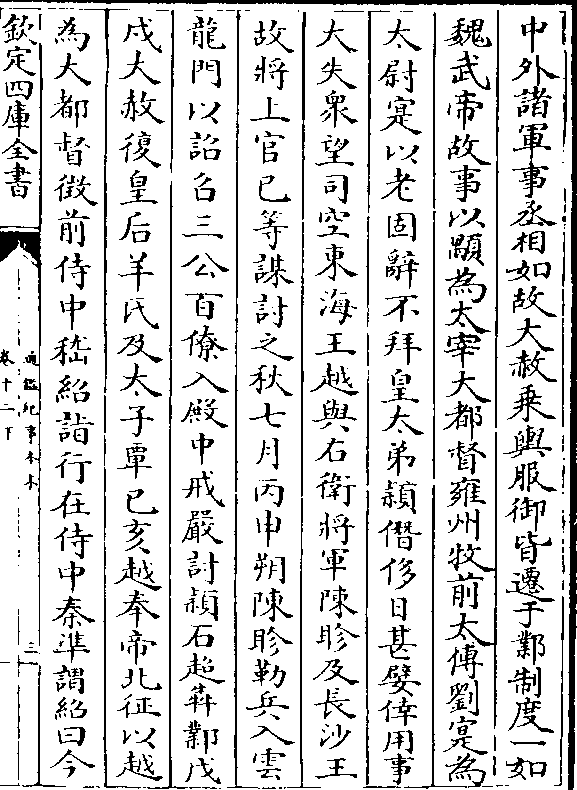 中外諸軍事丞相如故大赦乗輿服御皆遷于鄴制度一如
魏武帝故事以顒為太宰大都督雍州牧前太傅劉寔為
太尉寔以老固辭不拜皇太弟穎僭侈日甚嬖倖用事
大失衆望司空東海王越與右衛將軍陳眕及長沙王
故將上官巳等謀討之秋七月丙申朔陳眕勒兵入雲
龍門以詔召三公百僚入殿中戒嚴討穎石超犇鄴戊
戌大赦復皇后羊氏及太子覃巳亥越奉帝北征以越
為大都督徴前侍中嵇紹詣行在侍中秦準謂紹曰今
欽定四庫全書
通鑑紀事本末
卷十二下
三